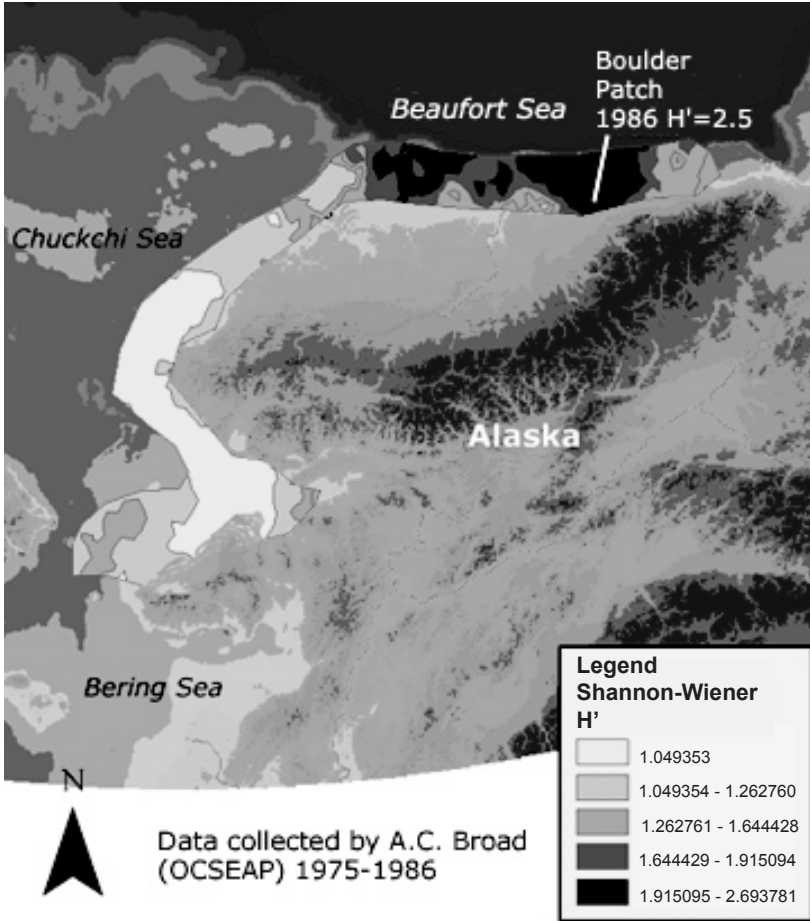 Boulder
Patch
1986 H'=2.5
Beaufort Sea
Chuckchi Sea
Alaska
Bering Sea
Legend
Shannon-Wiener
H’
1.049353
1.049354 - 1.262760
1.262761 - 1.644428
1.644429 - 1.915094
1.915095 - 2.693781
N
Data collected by A.C. Broad
(OCSEAP) 1975-1986